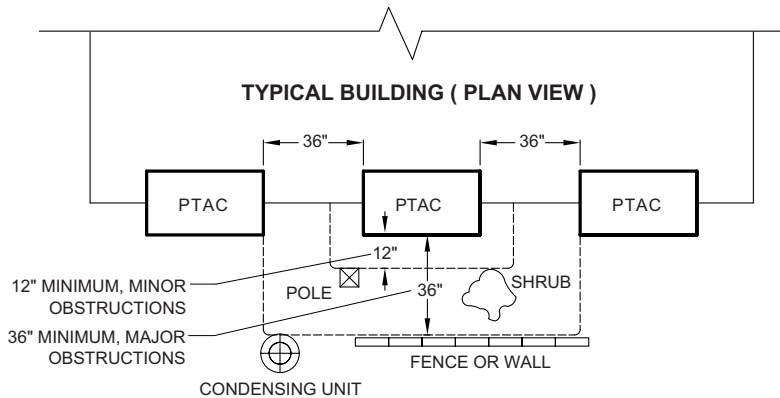 TYPICAL BUILDING ( PLAN VIEW )
36"
36"
PTAC
PTAC
PTAC
12"
12" MINIMUM, MINOR
OBSTRUCTIONS
POLE
36"
SHRUB
36" MINIMUM, MAJOR
OBSTRUCTIONS
FENCE OR WALL
CONDENSING UNIT